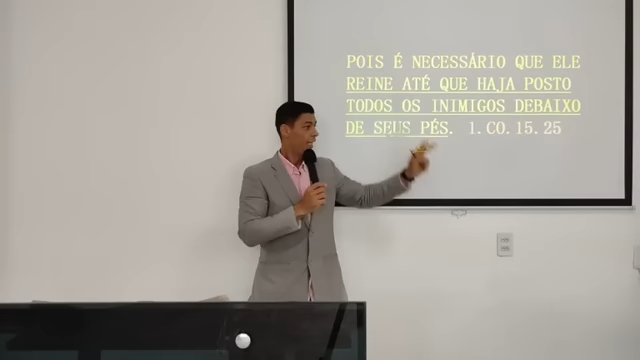 POIS É NECESSÁRIO QUE ELE
REINE ATÉ QUE HAJA POSTO
TODOS OS INIMIGOS DEBAIXO
DE SEUS PÉS. 1.CO.15.25